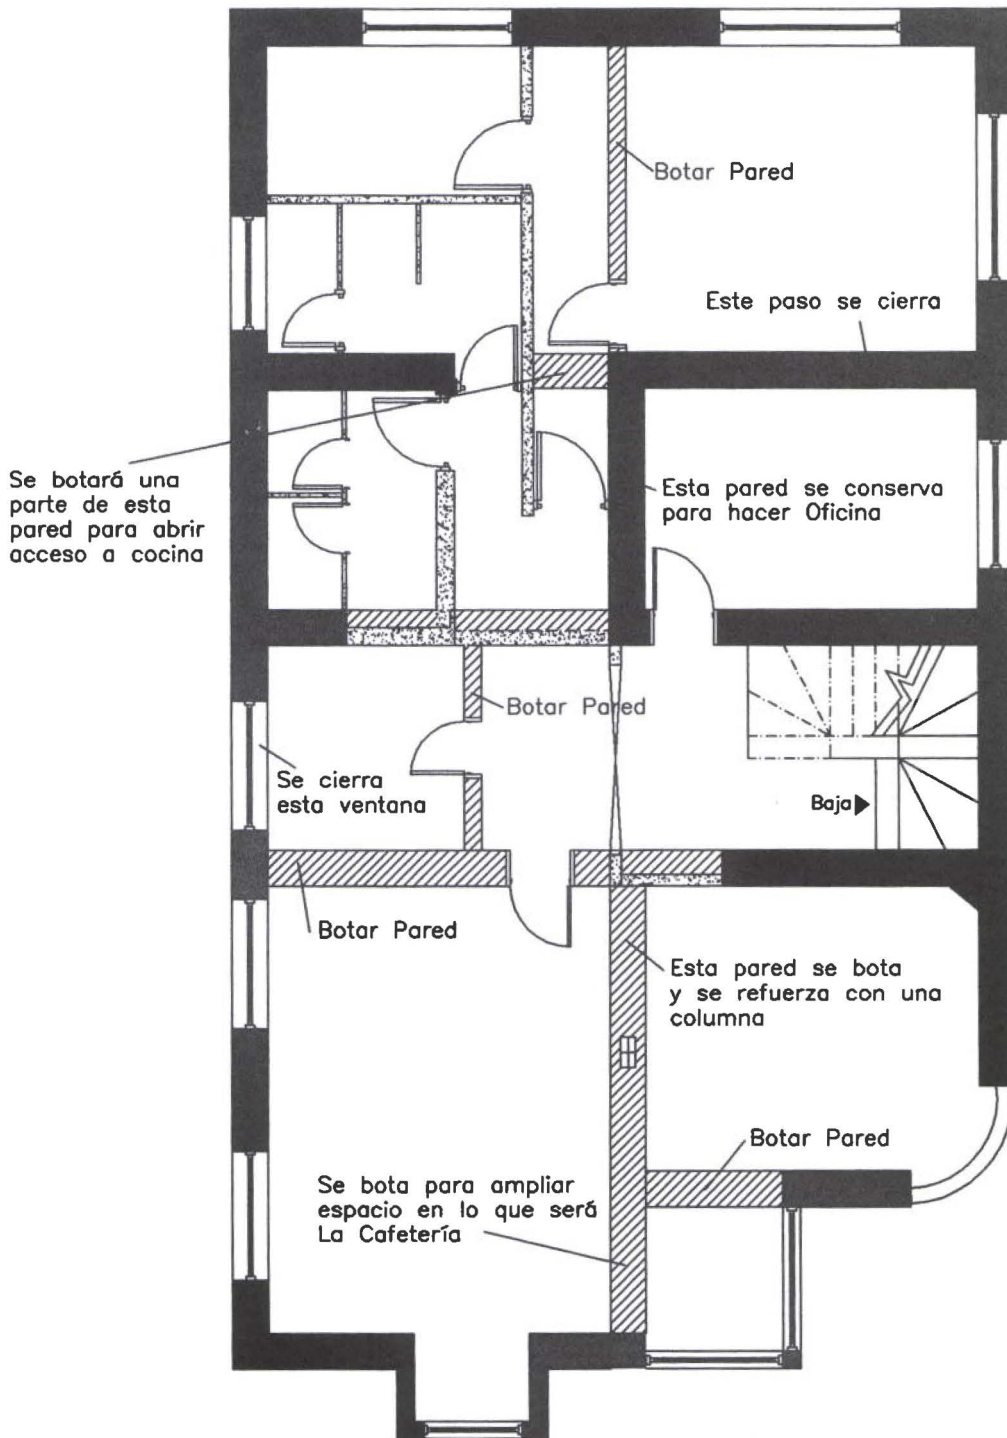 Botar Pared
Este paso se cierra
Se botará una
parte de esta
pared para abrir
acceso a cocina
Esta pared se conserva
para hacer Oficina
Botar Pared
Se cierra
esta ventana
Baja
Botar Pared
Esta pared se bota
y se refuerza con una
columna
Botar Pared
Se bota para ampliar
espacio en lo que será
La Cafetería